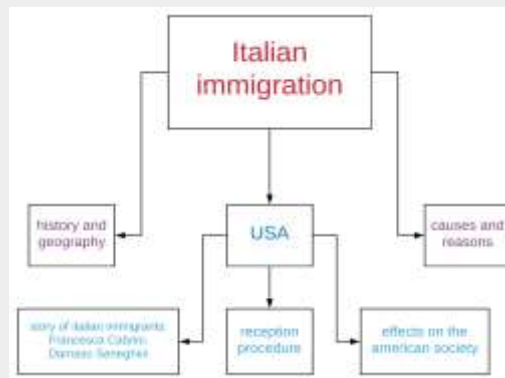 Italian
immigration
history and
geography
USA
causes and
reasons
story of italian immigrants
Francesca Cabrini
Damaso
reception
procedure
effects on the
american society